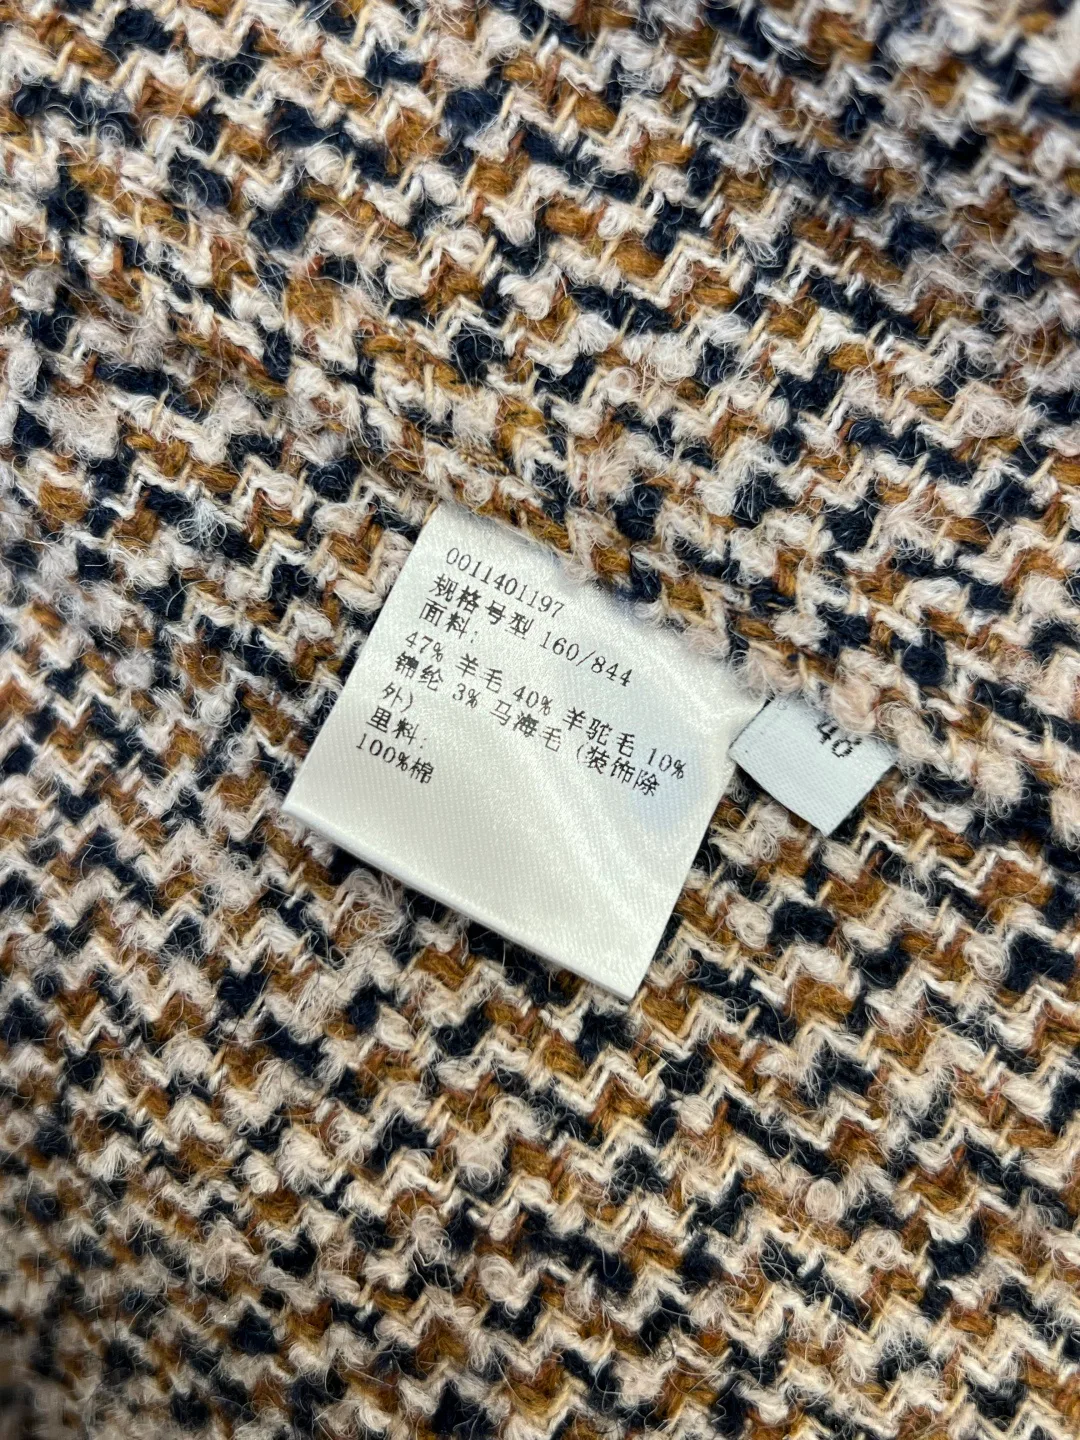 0011401197
规格号型 160/844
面料:
47% 羊毛 40% 羊驼毛 10%
锦纶 3% 马海毛 (装饰除
外)
里料:
100%棉
40